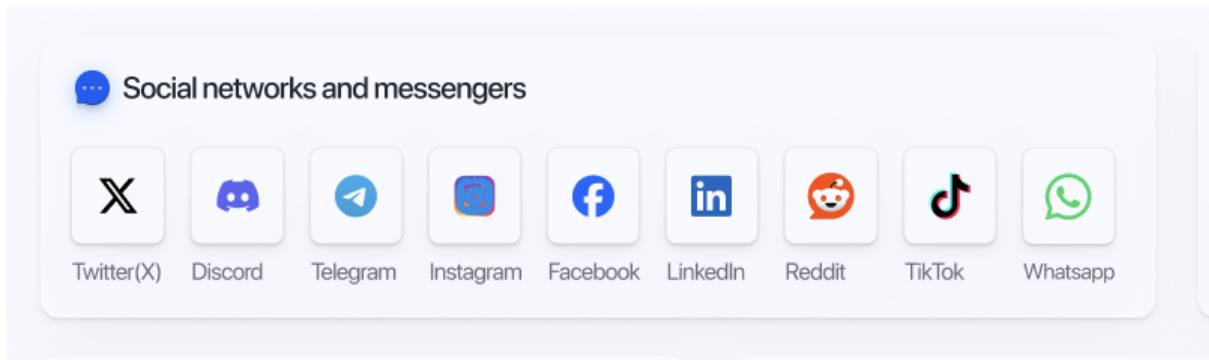 Social networks and messengers
Twitter(X) Discord Telegram Instagram Facebook LinkedIn Reddit TikTok Whatsapp